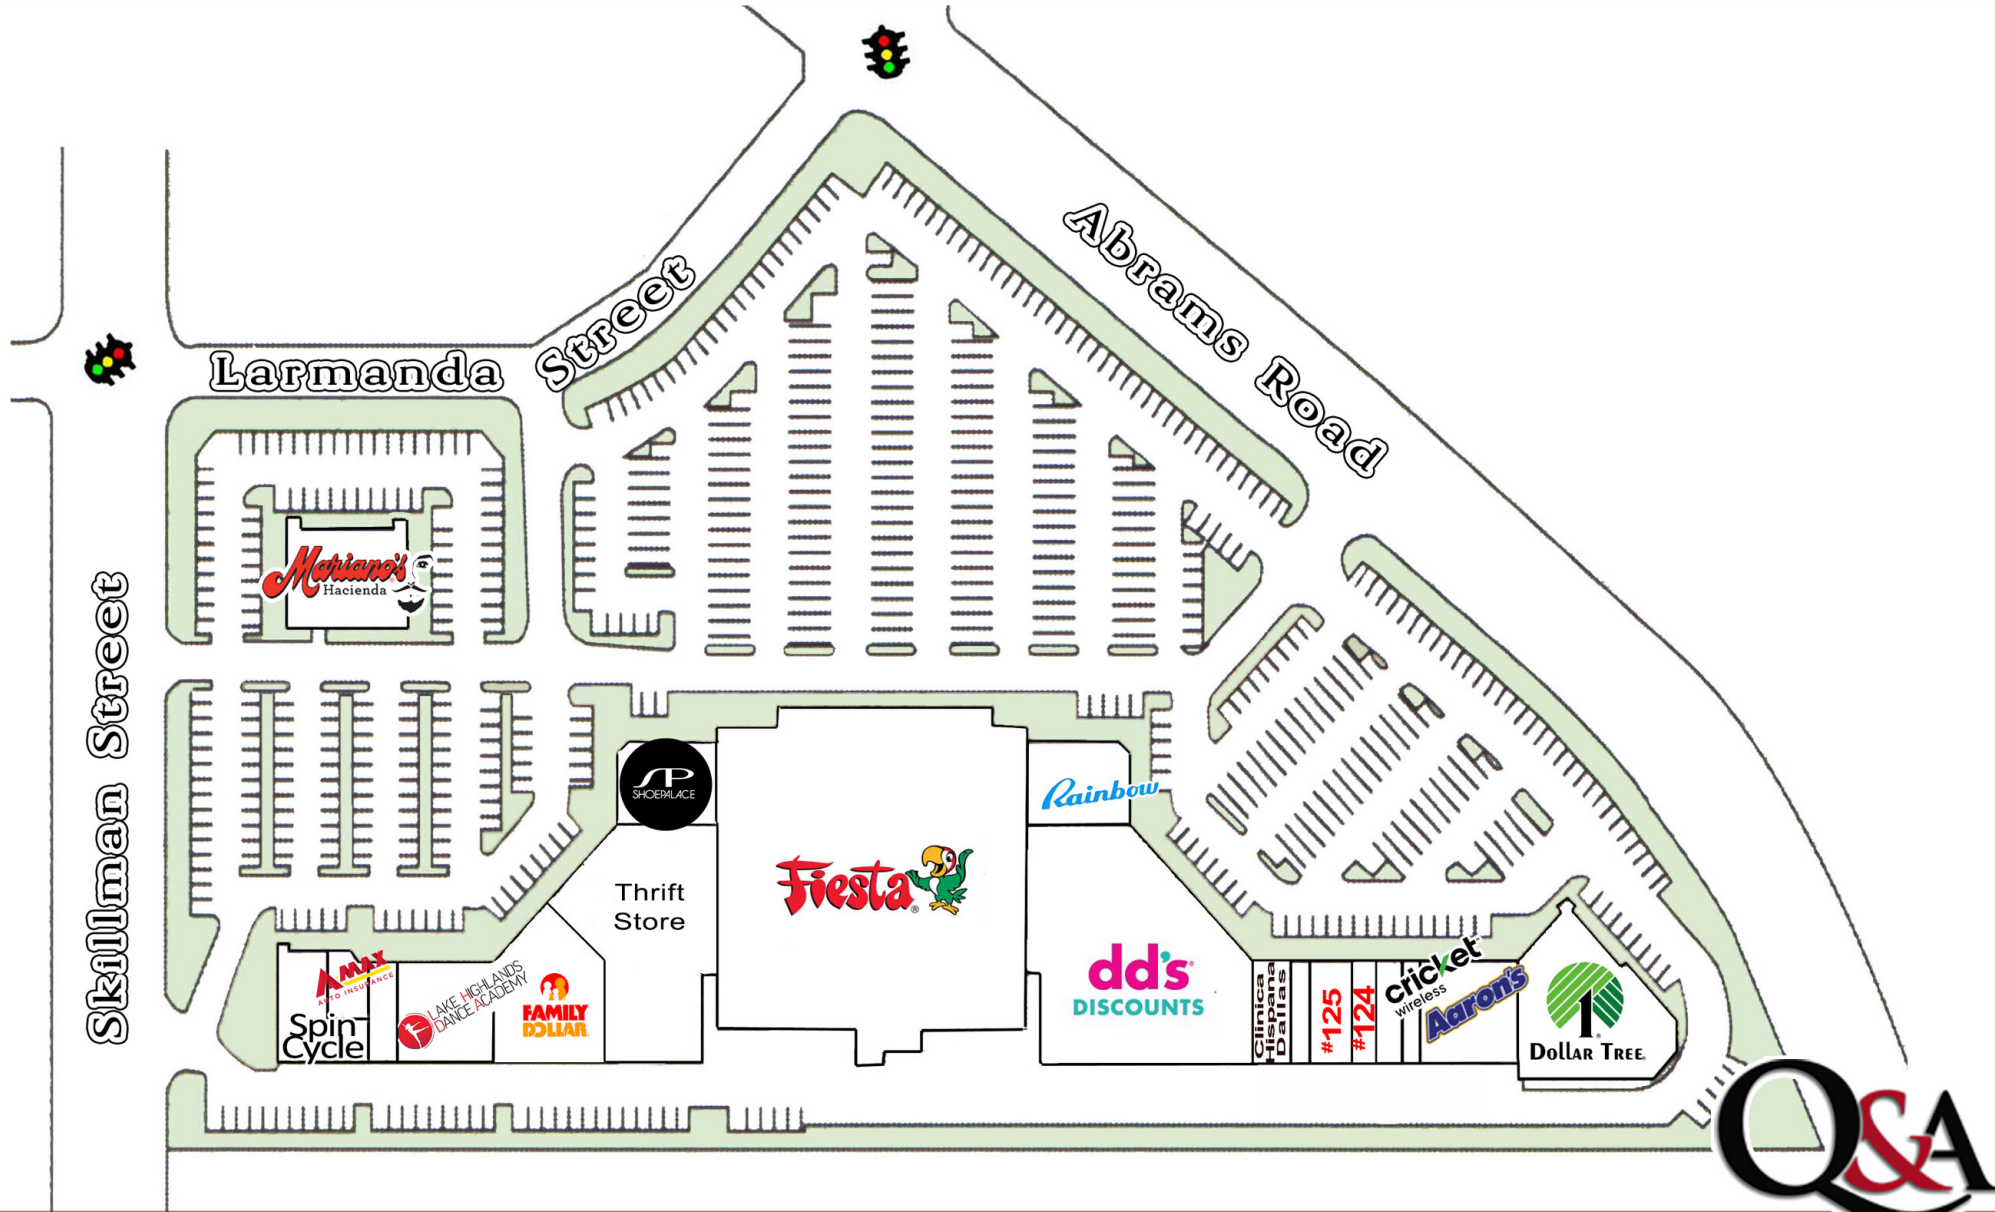 Abrams Road
Larmanda Street
Skillman Street
Mariano's
Hacienda
SP
SHOEPALACE
Rainbow
Thrift
Store
Fiesta®
AMAX
AUTO INSURANCE
Spin
Cycle
LAKE HIGHLANDS
DANCE ACADEMY
FAMILY
DOLLAR
dd's
DISCOUNTS
Clinica
Hispana
Dallas
#125
#124
cricket
wireless
Aaron's
1
DOLLAR TREE
Q&A